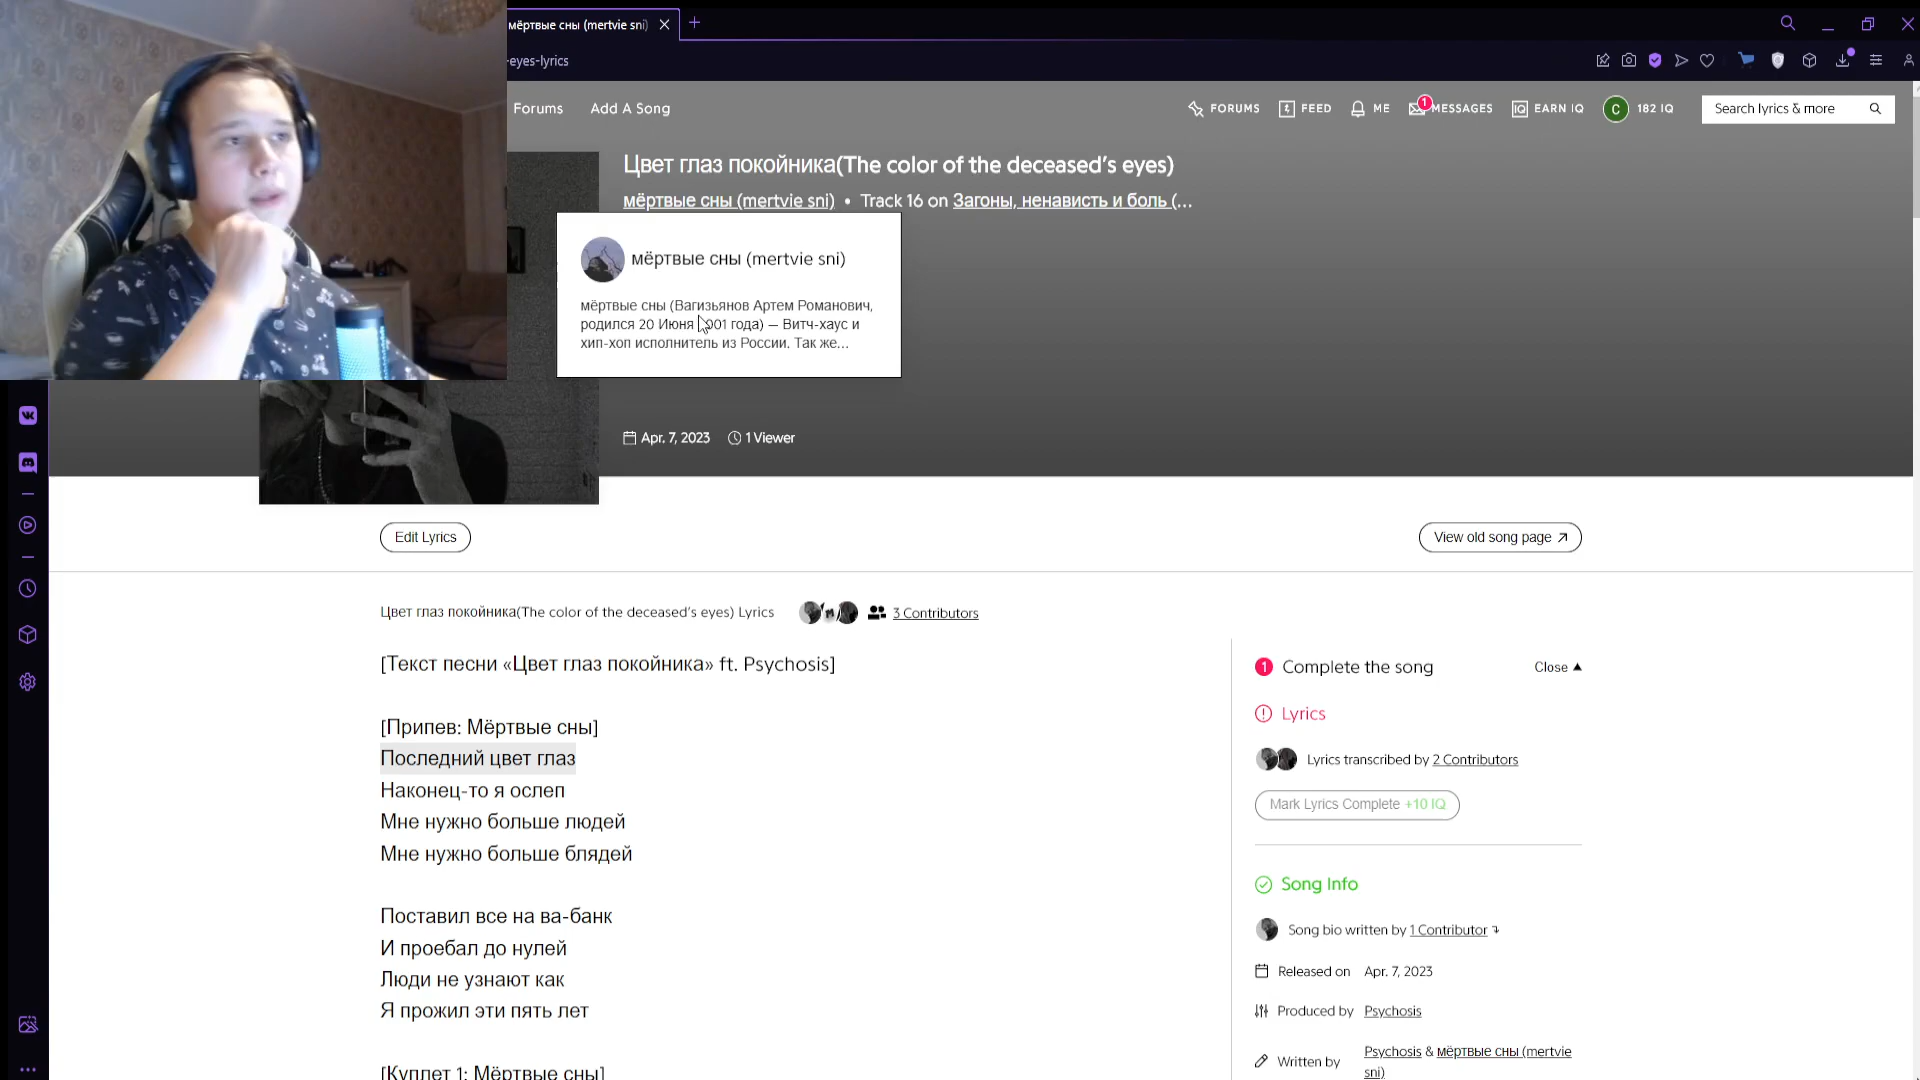 мёртвые сны (mertvie sni)
-eyes-lyrics
Forums
Add A Song
FORUMS
FEED
ME
1
MESSAGES
IQ
EARN IQ
C
182 IQ
Search lyrics & more
Цвет глаз покойника(The color of the deceased's eyes)
мёртвые сны (mertvie sni) • Track 16 on Загоны, ненависть и боль (...
мёртвые сны (mertvie sni)
мёртвые сны (Вагизьянов Артем Романович,
родился 20 Июня 2001 года) — Витч-хаус и
хип-хоп исполнитель из России. Так же...
Apr. 7, 2023
1 Viewer
Edit Lyrics
View old song page
Цвет глаз покойника(The color of the deceased's eyes) Lyrics
3 Contributors
[Текст песни «Цвет глаз покойника» ft. Psychosis]
[Припев: Мёртвые сны]
Последний цвет глаз
Наконец-то я ослеп
Мне нужно больше людей
Мне нужно больше блядей
Поставил все на ва-банк
И проебал до нулей
Люди не узнают как
Я прожил эти пять лет
[Куплет 1: Мёртвые сны]
1
Complete the song
Close
Lyrics
Lyrics transcribed by 2 Contributors
Mark Lyrics Complete +10 IQ
Song Info
Song bio written by 1 Contributor
Released on Apr. 7, 2023
Produced by Psychosis
Written by
Psychosis & мёртвые сны (mertvie
sni)